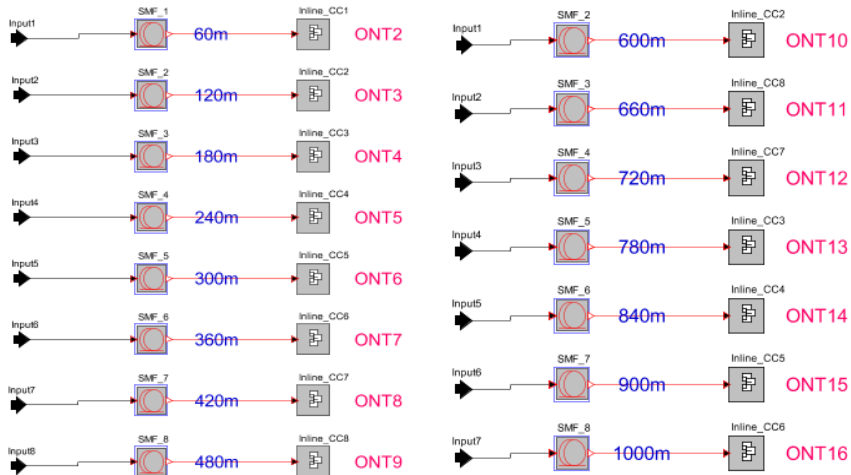 SMF_1 Inline_CC1
Input1 60m ONT2
SMF_2 Inline_CC2
Input2 120m ONT3
SMF_3 Inline_CC3
Input3 180m ONT4
SMF_4 Inline_CC4
Input4 240m ONT5
SMF_5 Inline_CC5
Input5 300m ONT6
SMF_6 Inline_CC6
Input6 360m ONT7
SMF_7 Inline_CC7
Input7 420m ONT8
SMF_8 Inline_CC8
Input8 480m ONT9
SMF_2 Inline_CC2
Input1 600m ONT10
SMF_3 Inline_CC8
Input2 660m ONT11
SMF_4 Inline_CC7
Input3 720m ONT12
SMF_5 Inline_CC3
Input4 780m ONT13
SMF_6 Inline_CC4
Input5 840m ONT14
SMF_7 Inline_CC5
Input6 900m ONT15
SMF_8 Inline_CC6
Input7 1000m ONT16